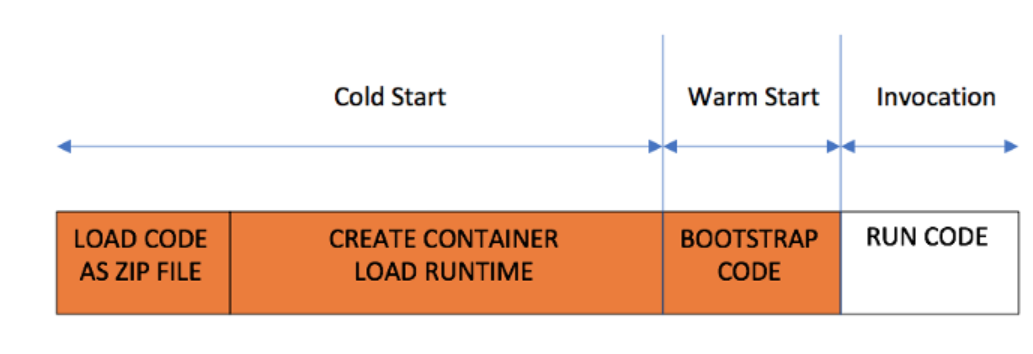 Cold Start
Warm Start
Invocation
LOAD CODE
AS ZIP FILE
CREATE CONTAINER
LOAD RUNTIME
BOOTSTRAP
CODE
RUN CODE